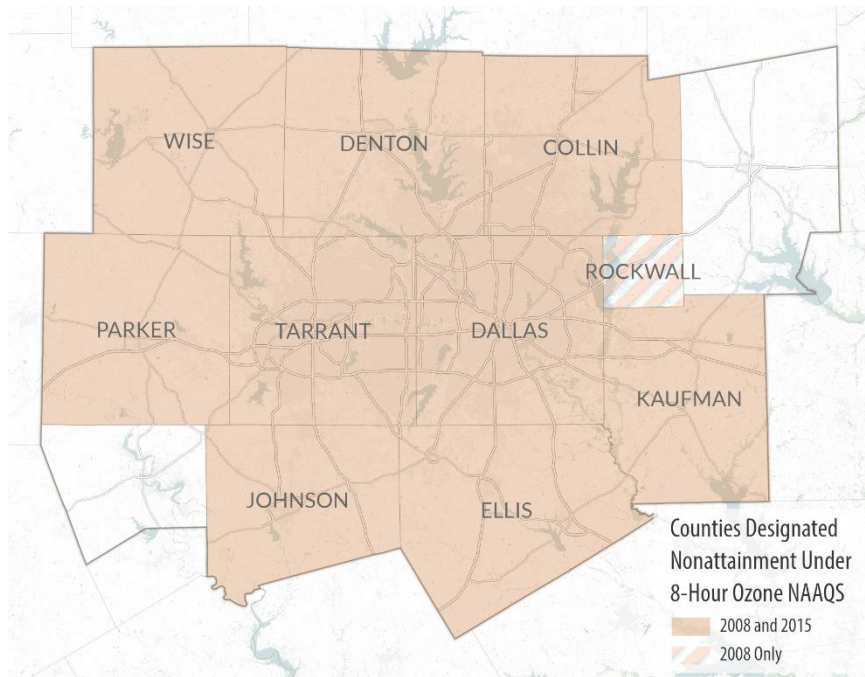 WISE
DENTON
COLLIN
ROCKWALL
PARKER
TARRANT
DALLAS
KAUFMAN
JOHNSON
ELLIS
Counties Designated
Nonattainment Under
8-Hour Ozone NAAQS
2008 and 2015
2008 Only